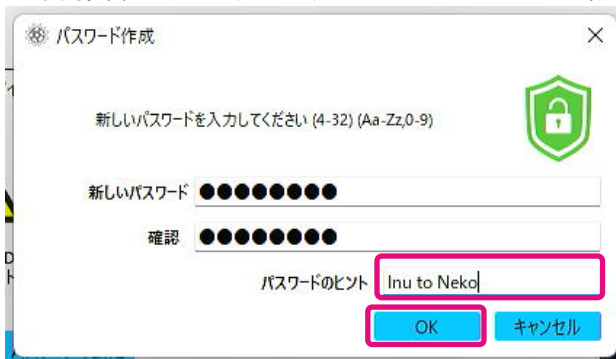 パスワード作成
新しいパスワードを入力してください (4-32) (Aa-Zz,0-9)
新しいパスワード ●●●●●●●●
確認 ●●●●●●●●
パスワードのヒント Inu to Neko
OK キャンセル